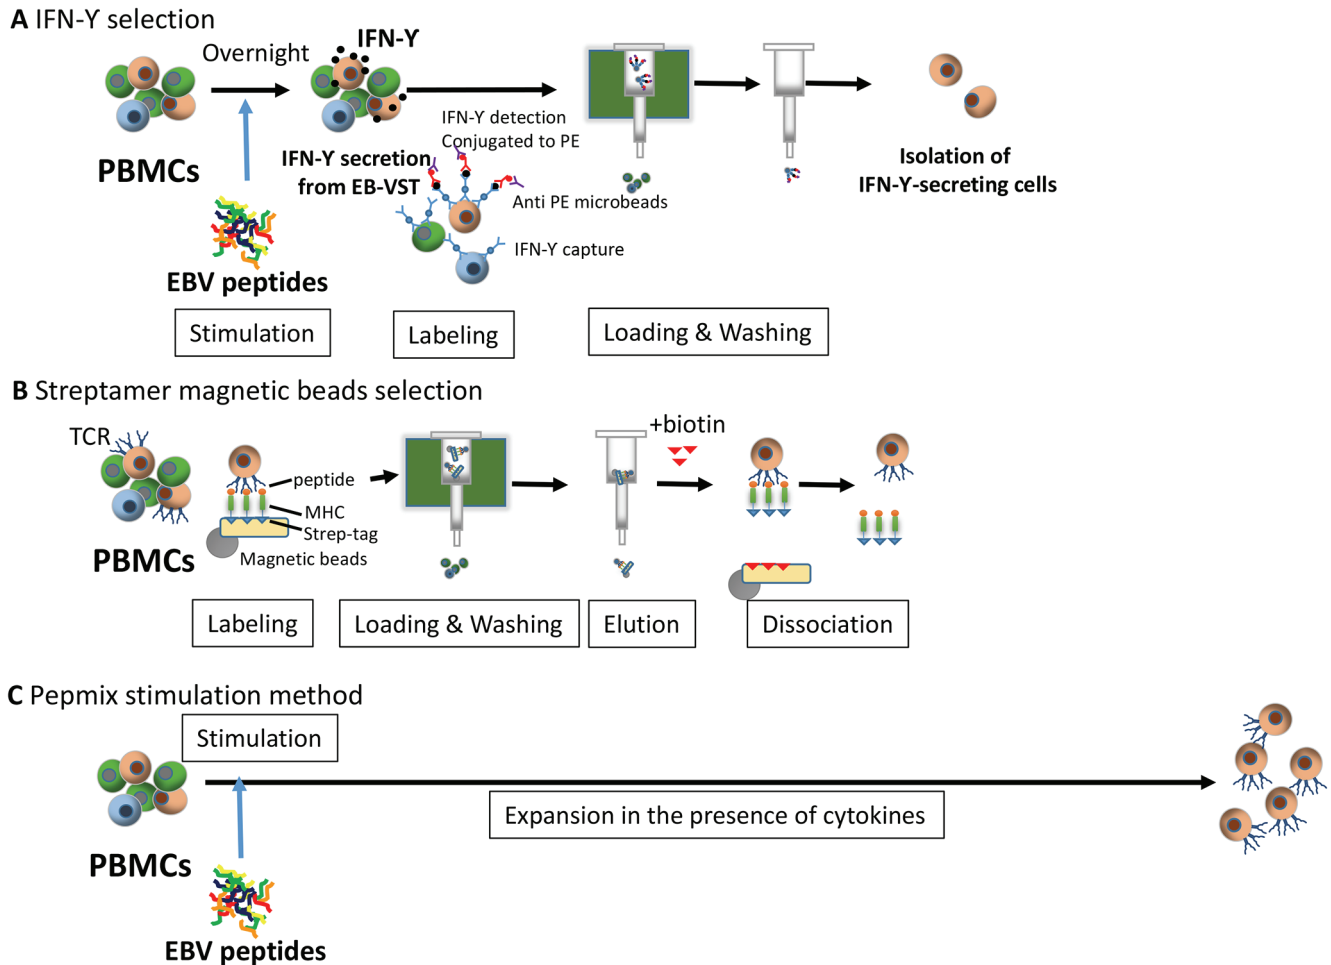 A IFN-Y selection
Overnight
IFN-Y
PBMCs
EBV peptides
IFN-Y secretion
from EB-VST
IFN-Y detection
Conjugated to PE
Anti PE microbeads
IFN-Y capture
Isolation of
IFN-Y-secreting cells
Stimulation
Labeling
Loading & Washing
B Streptamer magnetic beads selection
TCR
PBMCs
peptide
MHC
Strep-tag
Magnetic beads
+biotin
Labeling
Loading & Washing
Elution
Dissociation
C Pepmix stimulation method
Stimulation
PBMCs
EBV peptides
Expansion in the presence of cytokines